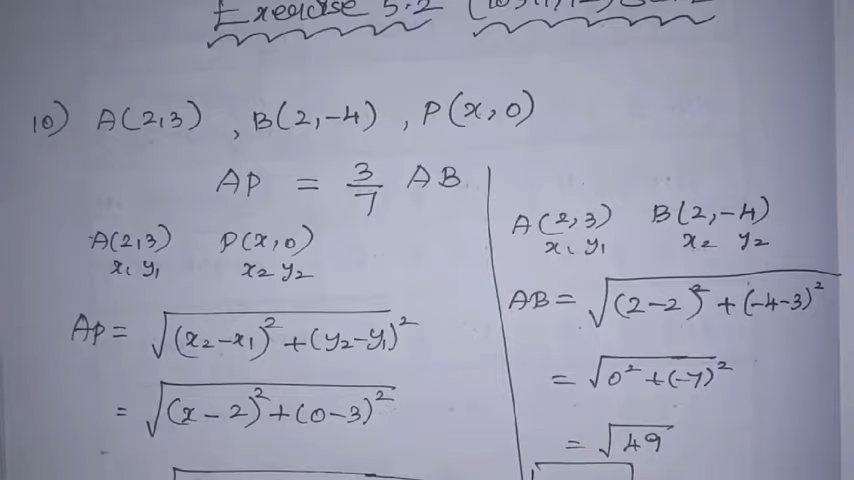 Exercise 5.2
10) A(2,3) , B(2,-4) , P(x,0)
AP = 3/7 AB
A(2,3) P(x,0)
x₁ y₁ x₂ y₂
AP = √((x₂-x₁)²+(y₂-y₁)²)
= √((x-2)²+(0-3)²)
A(2,3) B(2,-4)
x₁ y₁ x₂ y₂
AB = √((2-2)²+(-4-3)²)
= √(0²+(-7)²)
= √49